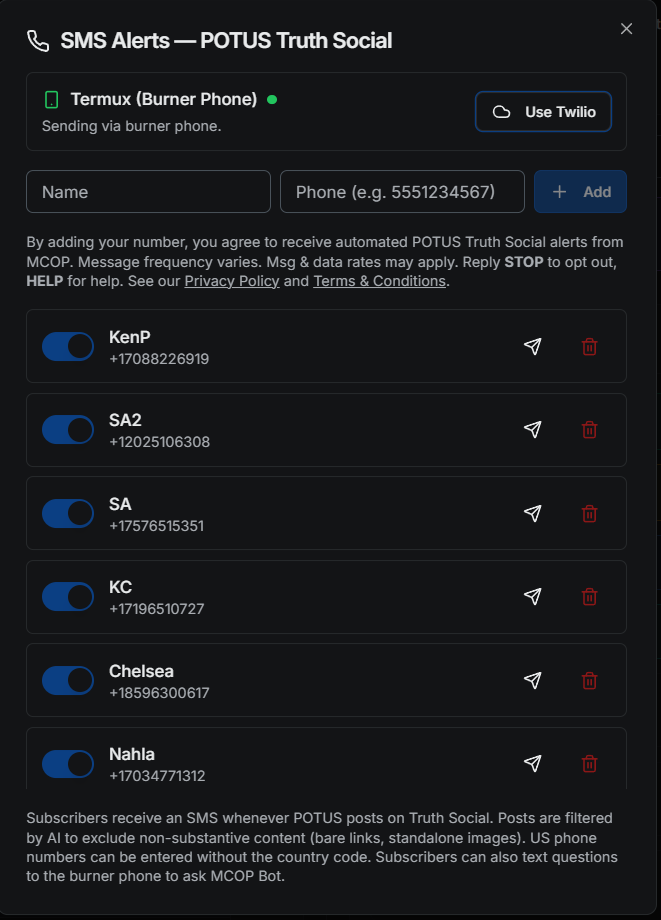 SMS Alerts — POTUS Truth Social
Termux (Burner Phone)
Sending via burner phone.
Use Twilio
Name
Phone (e.g. 5551234567)
Add
By adding your number, you agree to receive automated POTUS Truth Social alerts from
MCOP. Message frequency varies. Msg & data rates may apply. Reply STOP to opt out,
HELP for help. See our Privacy Policy and Terms & Conditions.
KenP
+17088226919
SA2
+12025106308
SA
+17576515351
KC
+17196510727
Chelsea
+18596300617
Nahla
+17034771312
Subscribers receive an SMS whenever POTUS posts on Truth Social. Posts are filtered
by AI to exclude non-substantive content (bare links, standalone images). US phone
numbers can be entered without the country code. Subscribers can also text questions
to the burner phone to ask MCOP Bot.